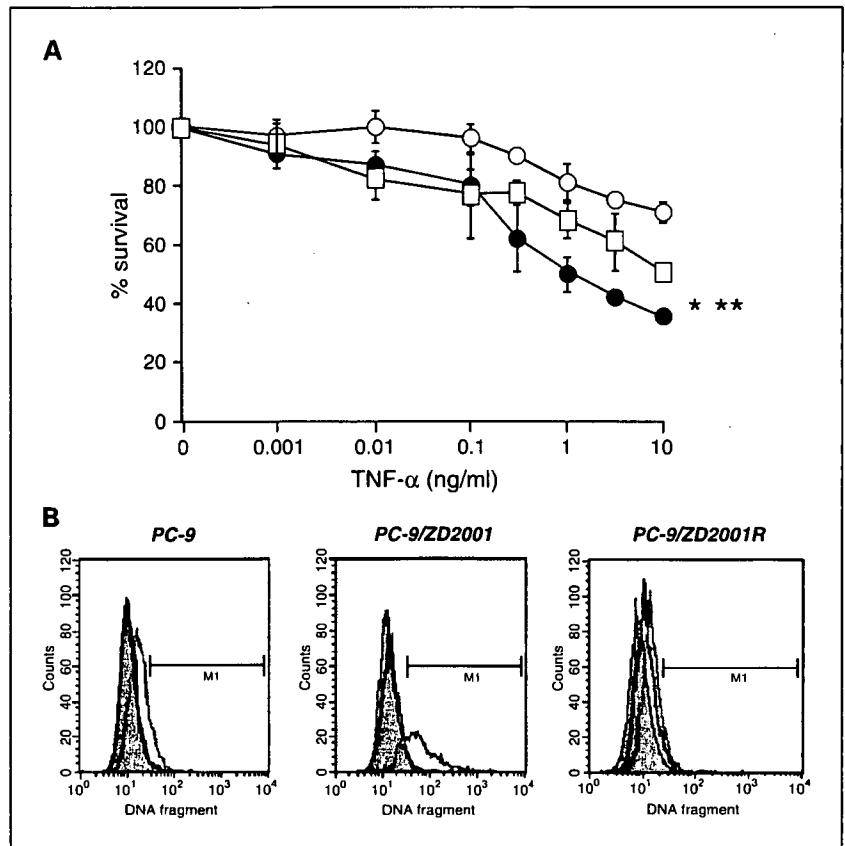 A
120
100
80
60
40
20
0
% survival
* **
0 0.001 0.01 0.1 1 10
TNF-α (ng/ml)
B
PC-9
120
100
80
60
40
20
0
Counts
M1
10⁰ 10¹ 10² 10³ 10⁴
DNA fragment
PC-9/ZD2001
120
100
80
60
40
20
0
Counts
M1
10⁰ 10¹ 10² 10³ 10⁴
DNA fragment
PC-9/ZD2001R
120
100
80
60
40
20
0
Counts
M1
10⁰ 10¹ 10² 10³ 10⁴
DNA fragment